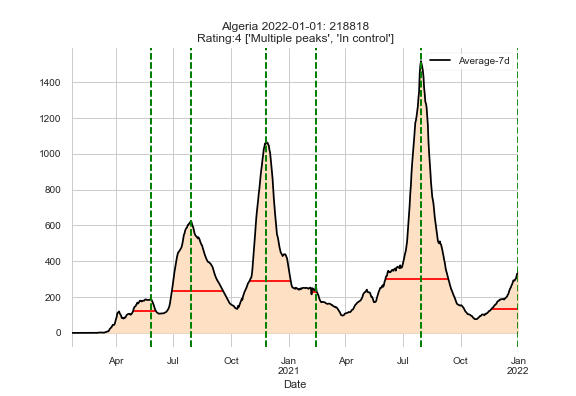 Algeria 2022-01-01: 218818
Rating:4 ['Multiple peaks', 'In control']
Average-7d
1400
1200
1000
800
600
400
200
0
Apr Jul Oct Jan Apr Jul Oct Jan
2021 2022
Date